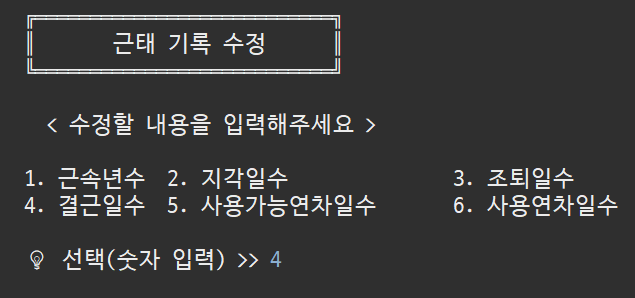 근태 기록 수정
< 수정할 내용을 입력해주세요 >
1. 근속년수 2. 지각일수 3. 조퇴일수
4. 결근일수 5. 사용가능연차일수 6. 사용연차일수
💡 선택(숫자 입력) >> 4